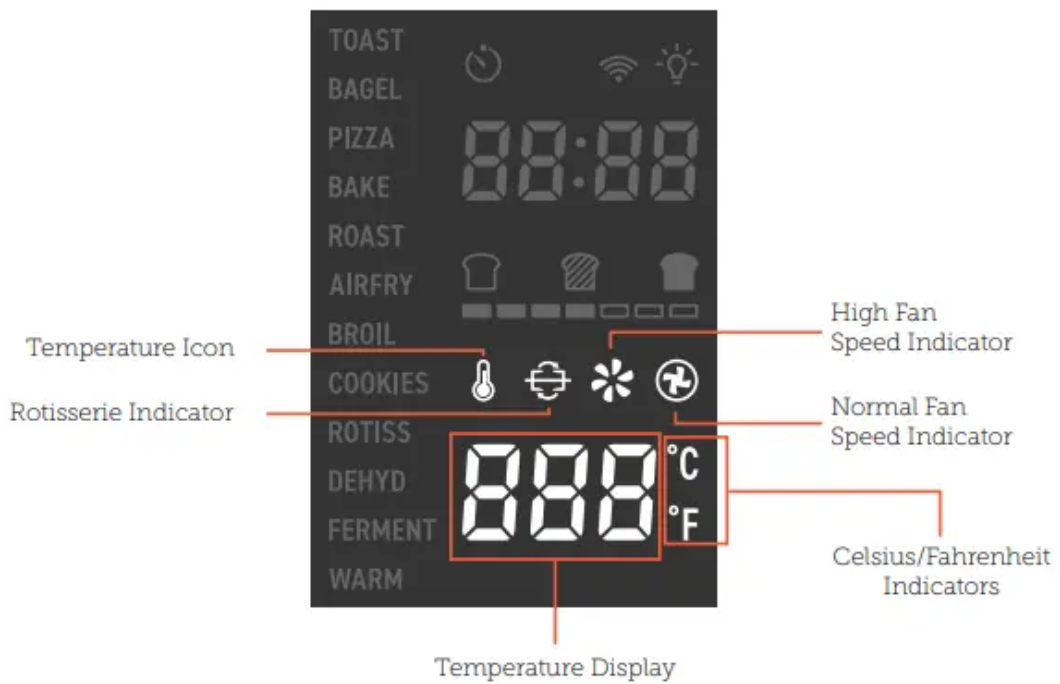 TOAST
BAGEL
PIZZA
BAKE
ROAST
AIRFRY
BROIL
COOKIES
ROTISS
DEHYD
FERMENT
WARM
88:88
888
°C
°F
Temperature Icon
Rotisserie Indicator
High Fan
Speed Indicator
Normal Fan
Speed Indicator
Celsius/Fahrenheit
Indicators
Temperature Display